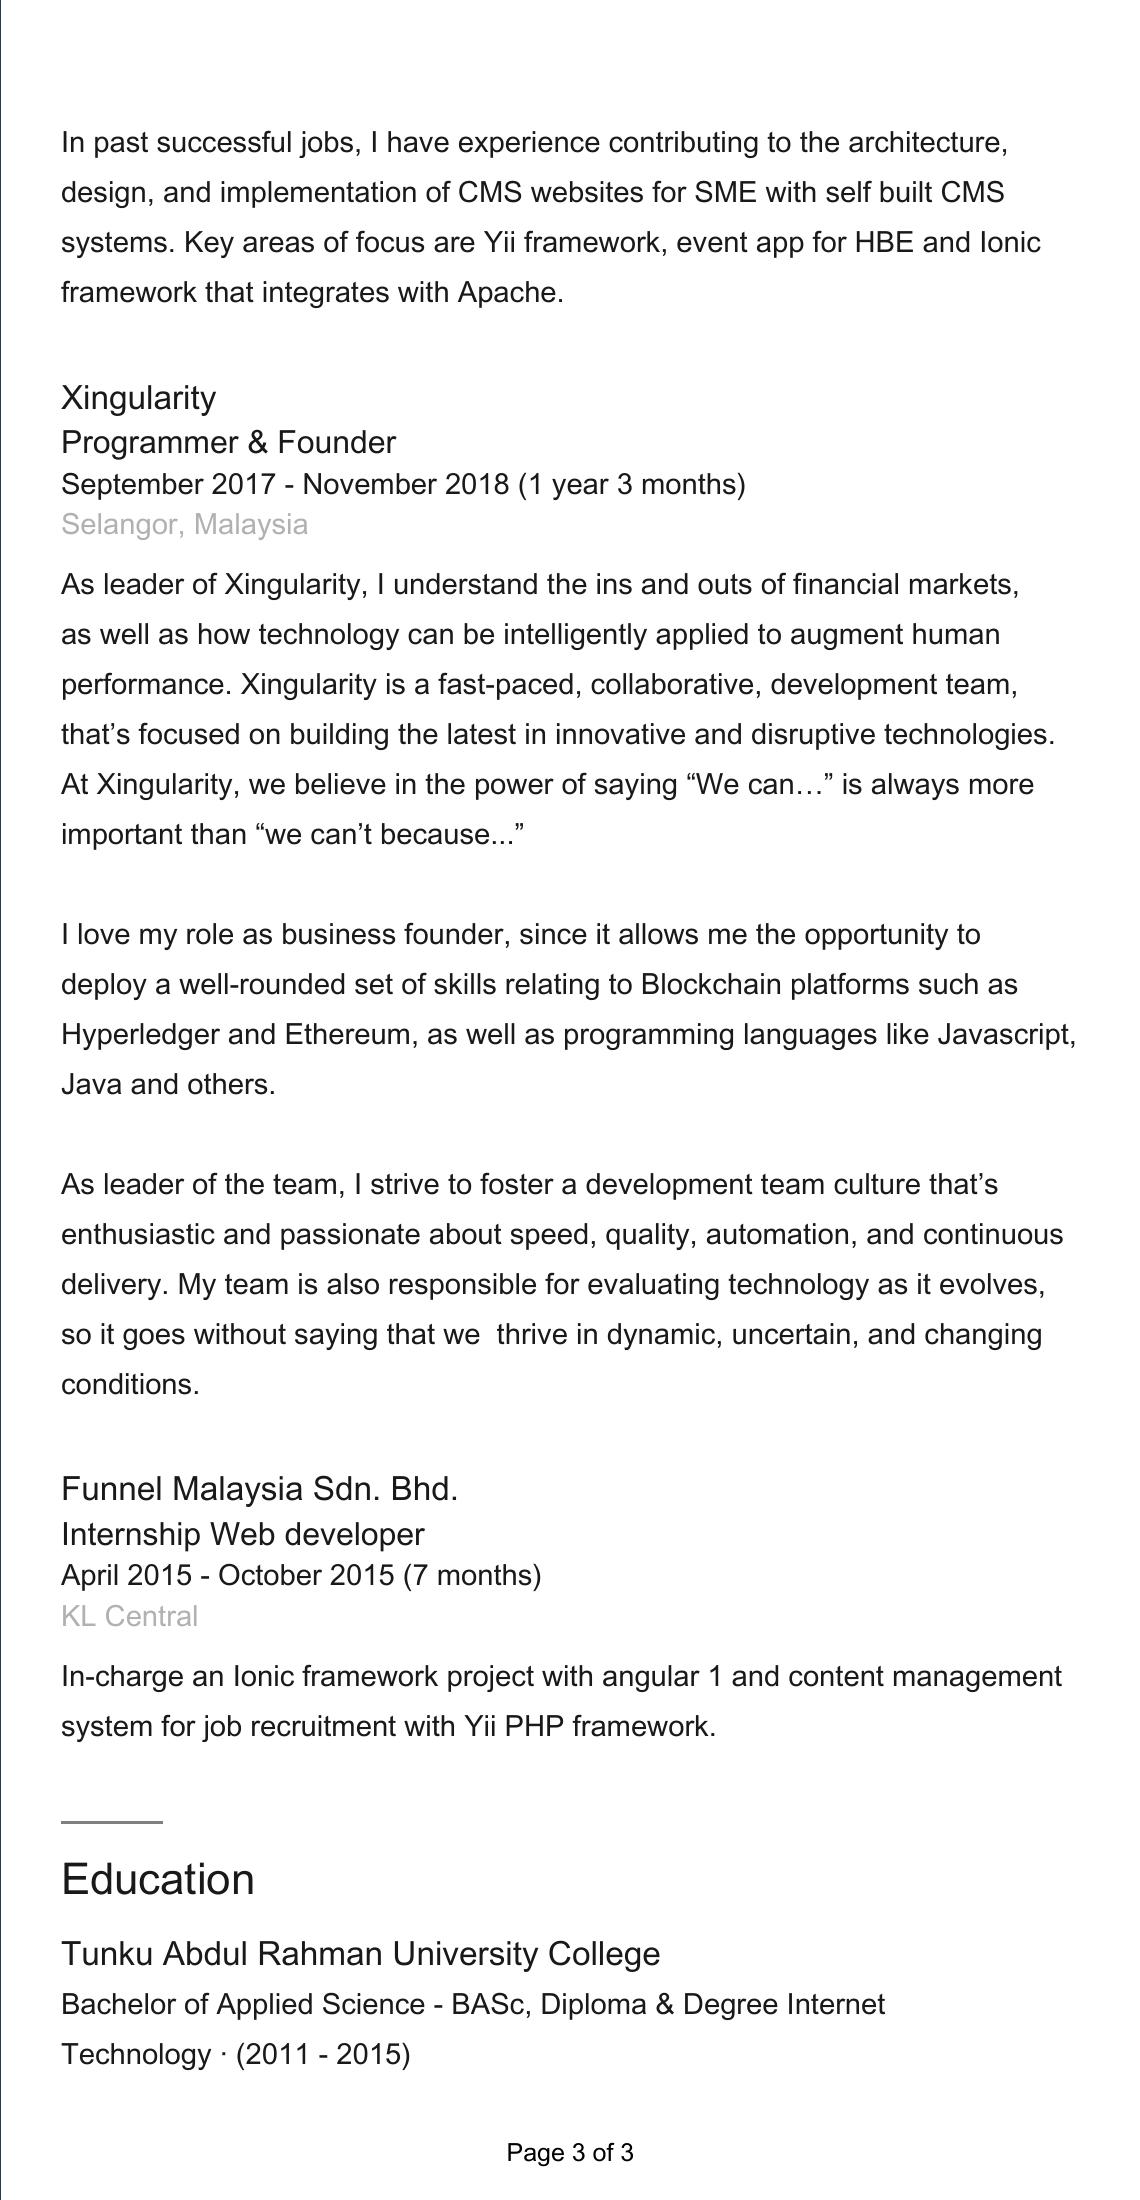 In past successful jobs, I have experience contributing to the architecture,
design, and implementation of CMS websites for SME with self built CMS
systems. Key areas of focus are Yii framework, event app for HBE and Ionic
framework that integrates with Apache.
Xingularity
Programmer & Founder
September 2017 - November 2018 (1 year 3 months)
Selangor, Malaysia
As leader of Xingularity, I understand the ins and outs of financial markets,
as well as how technology can be intelligently applied to augment human
performance. Xingularity is a fast-paced, collaborative, development team,
that’s focused on building the latest in innovative and disruptive technologies.
At Xingularity, we believe in the power of saying “We can…” is always more
important than “we can’t because...”
I love my role as business founder, since it allows me the opportunity to
deploy a well-rounded set of skills relating to Blockchain platforms such as
Hyperledger and Ethereum, as well as programming languages like Javascript,
Java and others.
As leader of the team, I strive to foster a development team culture that’s
enthusiastic and passionate about speed, quality, automation, and continuous
delivery. My team is also responsible for evaluating technology as it evolves,
so it goes without saying that we  thrive in dynamic, uncertain, and changing
conditions.
Funnel Malaysia Sdn. Bhd.
Internship Web developer
April 2015 - October 2015 (7 months)
KL Central
In-charge an Ionic framework project with angular 1 and content management
system for job recruitment with Yii PHP framework.
Education
Tunku Abdul Rahman University College
Bachelor of Applied Science - BASc, Diploma & Degree Internet
Technology · (2011 - 2015)
Page 3 of 3